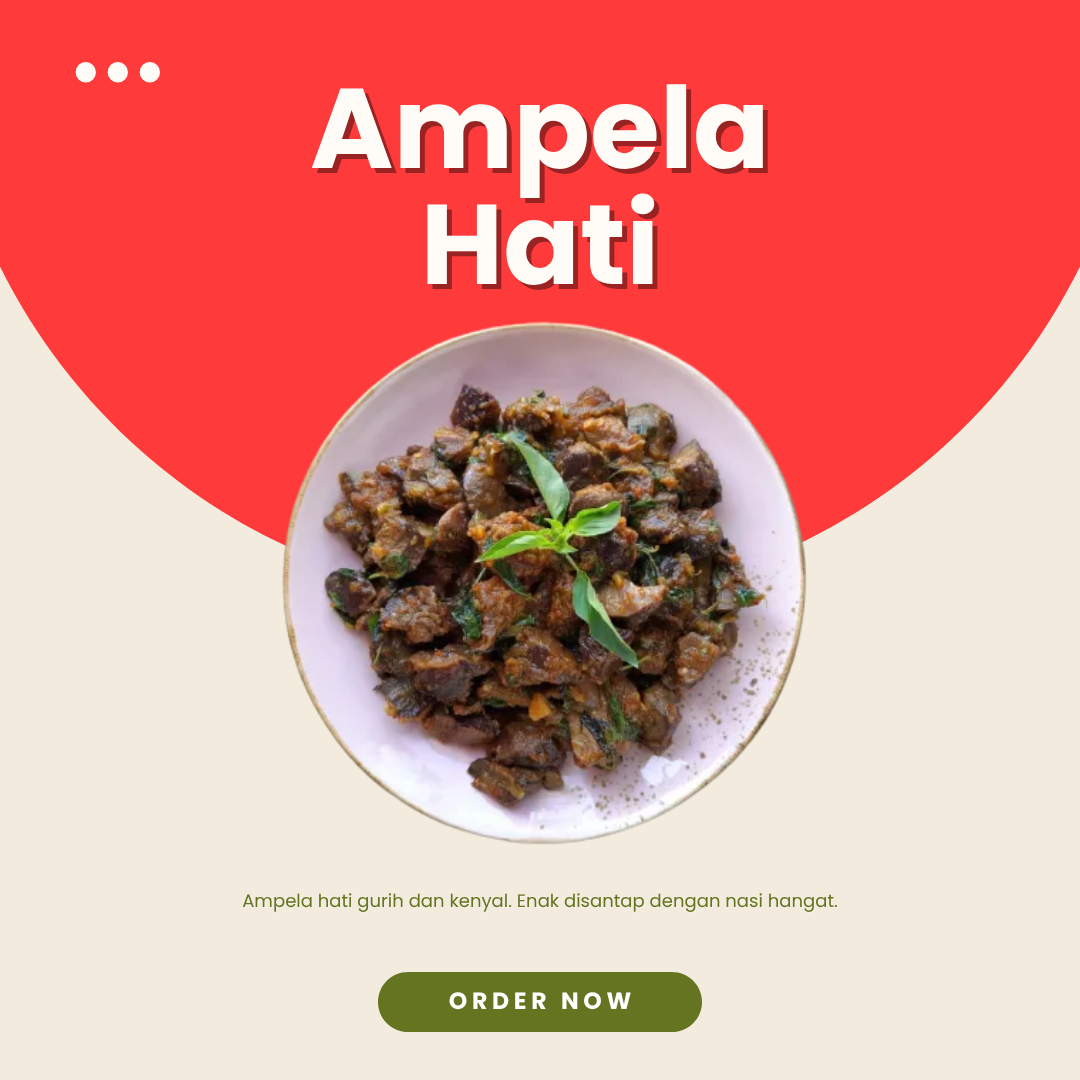 Ampela
Hati
Ampela hati gurih dan kenyal. Enak disantap dengan nasi hangat.
ORDER NOW